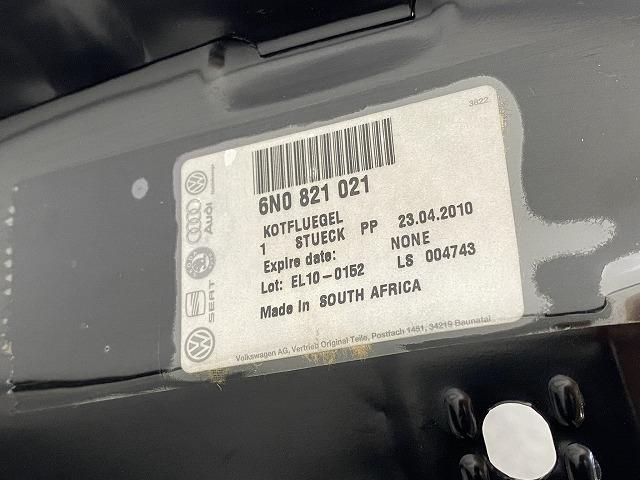 3622
6N0 821 021
KOTFLUEGEL
1 STUECK PP 23.04.2010
Expire date: NONE
Lot: EL10-0152 LS 004743
Made in SOUTH AFRICA
Volkswagen AG, Vertrieb Original Teile, Postfach 1451, 34219 Baunatal
Audi
SEAT